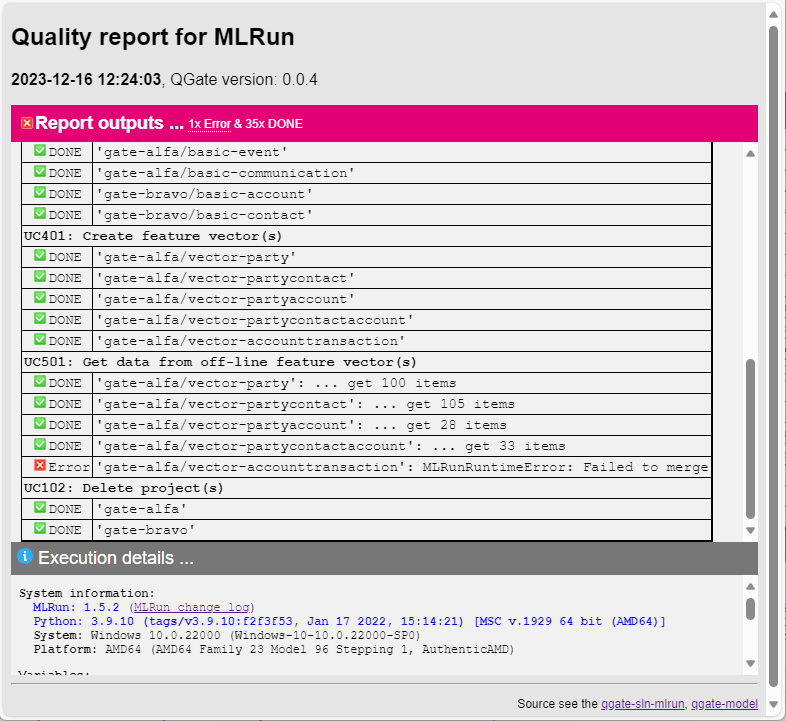 Quality report for MLRun
2023-12-16 12:24:03, QGate version: 0.0.4
Report outputs ... 1x Error & 35x DONE
DONE 'gate-alfa/basic-event'
DONE 'gate-alfa/basic-communication'
DONE 'gate-bravo/basic-account'
DONE 'gate-bravo/basic-contact'
UC401: Create feature vector(s)
DONE 'gate-alfa/vector-party'
DONE 'gate-alfa/vector-partycontact'
DONE 'gate-alfa/vector-partyaccount'
DONE 'gate-alfa/vector-partycontactaccount'
DONE 'gate-alfa/vector-accounttransaction'
UC501: Get data from off-line feature vector(s)
DONE 'gate-alfa/vector-party': ... get 100 items
DONE 'gate-alfa/vector-partycontact': ... get 105 items
DONE 'gate-alfa/vector-partyaccount': ... get 28 items
DONE 'gate-alfa/vector-partycontactaccount': ... get 33 items
Error 'gate-alfa/vector-accounttransaction': MLRunRuntimeError: Failed to merge
UC102: Delete project(s)
DONE 'gate-alfa'
DONE 'gate-bravo'
Execution details ...
System information:
MLRun: 1.5.2 (MLRun change log)
Python: 3.9.10 (tags/v3.9.10:f2f3f53, Jan 17 2022, 15:14:21) [MSC v.1929 64 bit (AMD64)]
System: Windows 10.0.22000 (Windows-10-10.0.22000-SP0)
Platform: AMD64 (AMD64 Family 23 Model 96 Stepping 1, AuthenticAMD)
Variables:
Source see the qgate-sln-mlrun, qgate-model